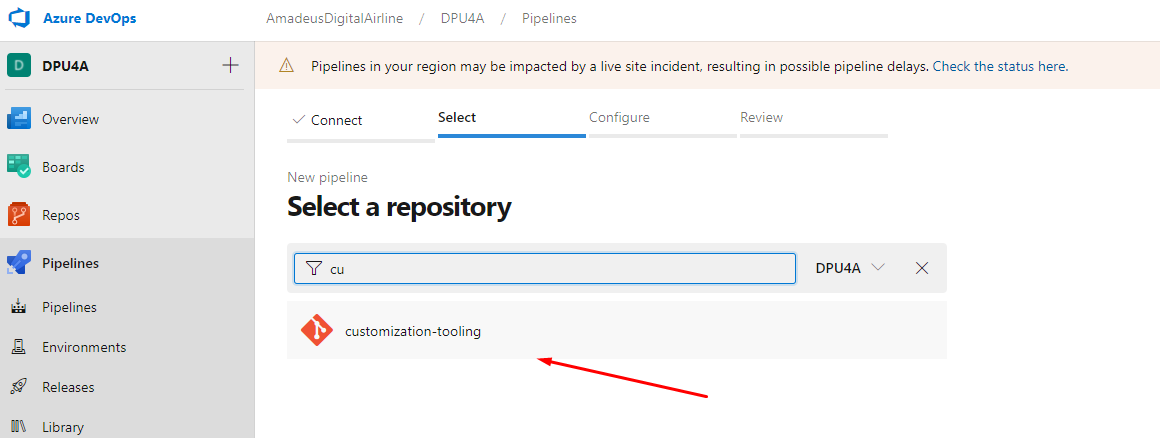 Azure DevOps
AmadeusDigitalAirline / DPU4A / Pipelines
D DPU4A
Pipelines in your region may be impacted by a live site incident, resulting in possible pipeline delays. Check the status here.
Overview
Boards
Repos
Pipelines
Pipelines
Environments
Releases
Library
Connect
Select
Configure
Review
New pipeline
Select a repository
cu
DPU4A
customization-tooling